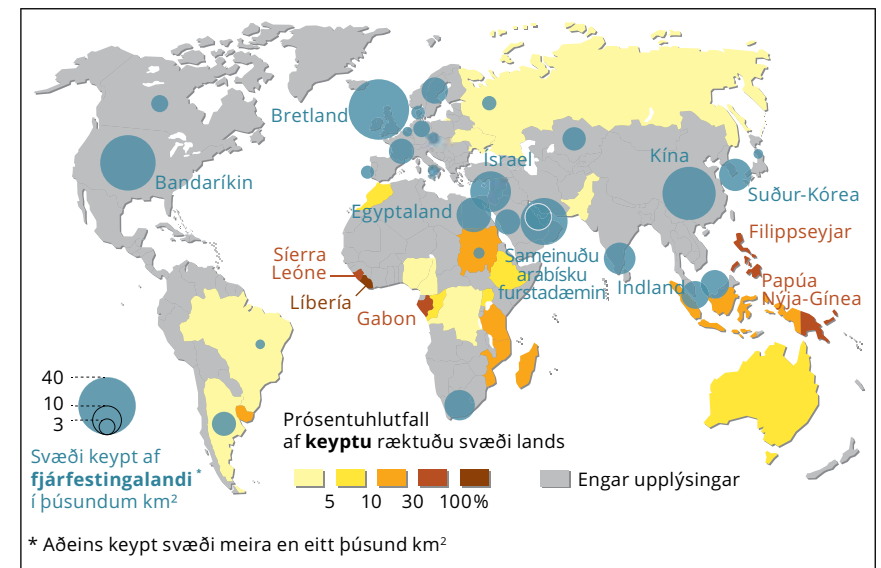 Bretland
Bandaríkin
Ísrael
Kína
Suður-Kórea
Egyptaland
Filippseyjar
Síerra
Leóne
Sameinuðu
arabísku
furstadæmin
Indland
Papúa
Nýja-Gínea
Líbería
Gabon
40
10
3
Svæði keypt af
fjárfestingalandi *
í þúsundum km²
Prósentuhlutfall
af keyptu ræktuðu svæði lands
5 10 30 100%
Engar upplýsingar
* Aðeins keypt svæði meira en eitt þúsund km²